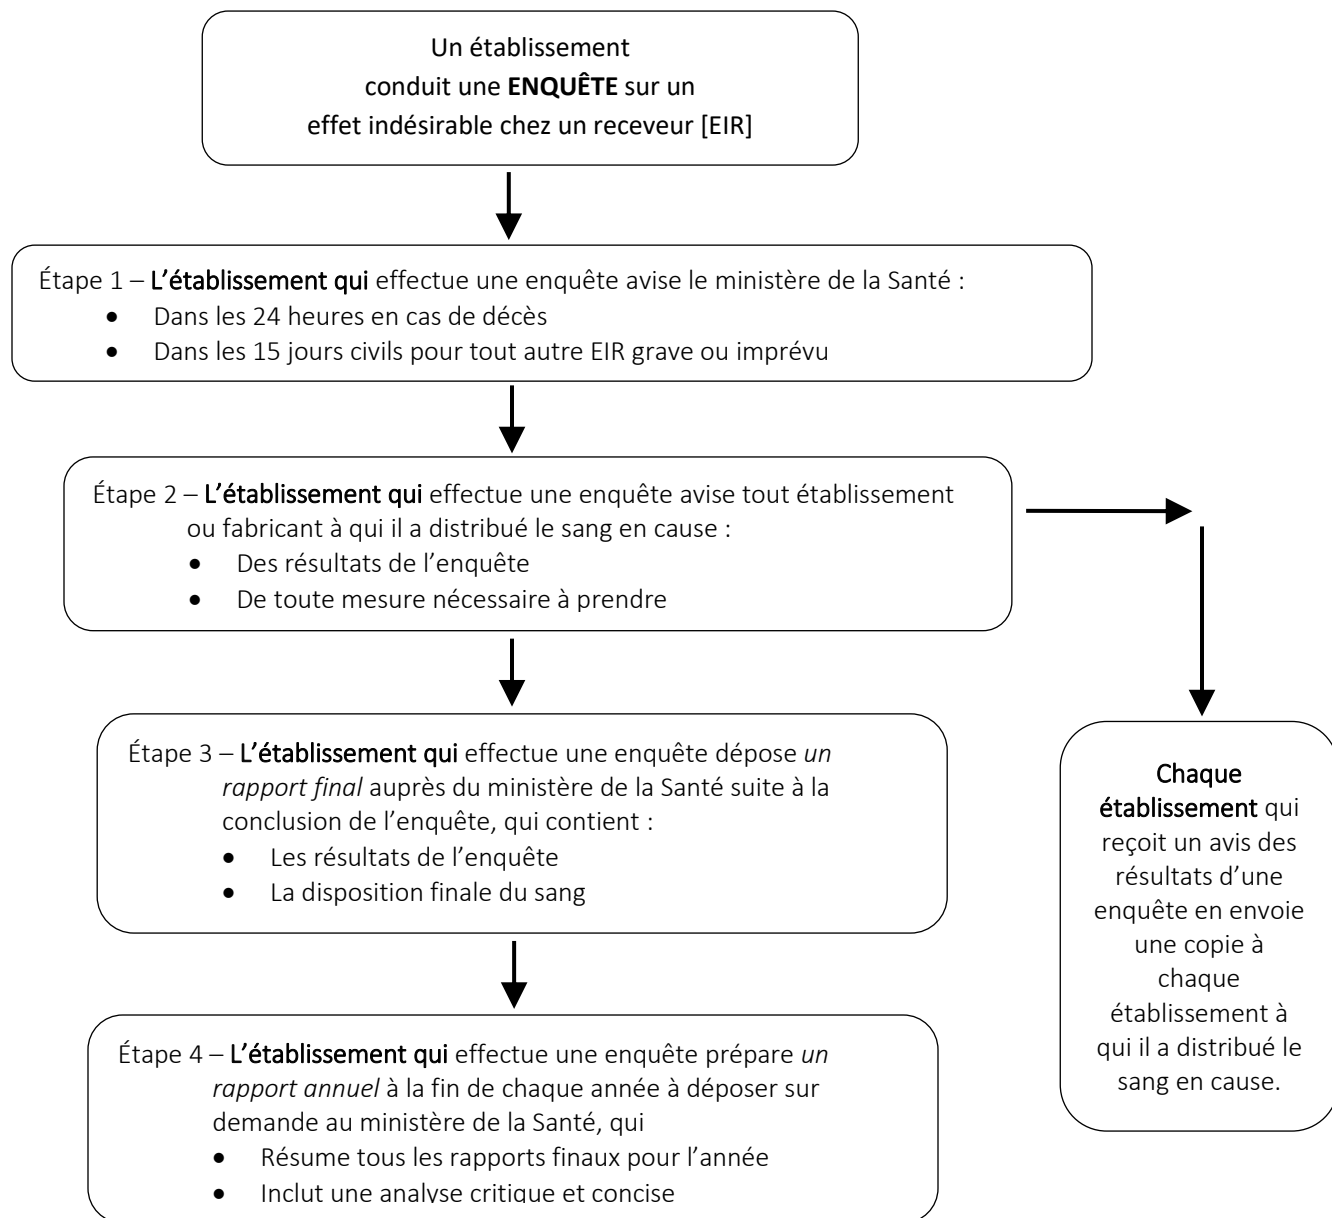 Un établissement
conduit une ENQUÊTE sur un
effet indésirable chez un receveur [EIR]
Étape 1 – L’établissement qui effectue une enquête avise le ministère de la Santé :
• Dans les 24 heures en cas de décès
• Dans les 15 jours civils pour tout autre EIR grave ou imprévu
Étape 2 – L’établissement qui effectue une enquête avise tout établissement
ou fabricant à qui il a distribué le sang en cause :
• Des résultats de l’enquête
• De toute mesure nécessaire à prendre
Étape 3 – L’établissement qui effectue une enquête dépose un
rapport final auprès du ministère de la Santé suite à la
conclusion de l’enquête, qui contient :
• Les résultats de l’enquête
• La disposition finale du sang
Étape 4 – L’établissement qui effectue une enquête prépare un
rapport annuel à la fin de chaque année à déposer sur
demande au ministère de la Santé, qui
• Résume tous les rapports finaux pour l’année
• Inclut une analyse critique et concise
Chaque
établissement qui
reçoit un avis des
résultats d’une
enquête en envoie
une copie à
chaque
établissement à
qui il a distribué le
sang en cause.